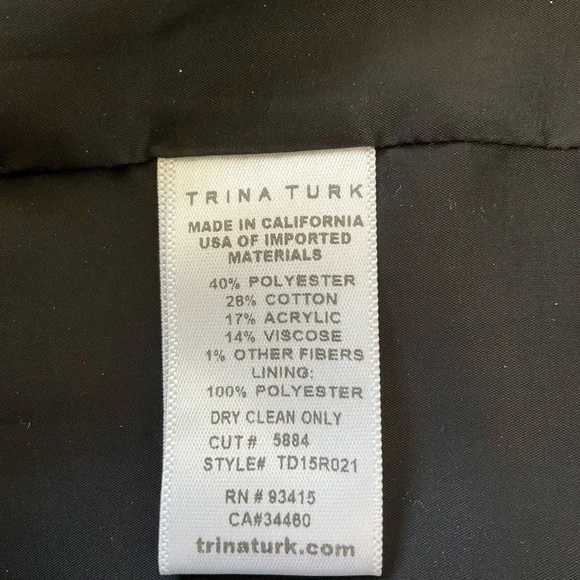 TRINA TURK
MADE IN CALIFORNIA
USA OF IMPORTED
MATERIALS
40% POLYESTER
28% COTTON
17% ACRYLIC
14% VISCOSE
1% OTHER FIBERS
LINING:
100% POLYESTER
DRY CLEAN ONLY
CUT# 5884
STYLE# TD15R021
RN # 93415
CA#34460
trinaturk.com